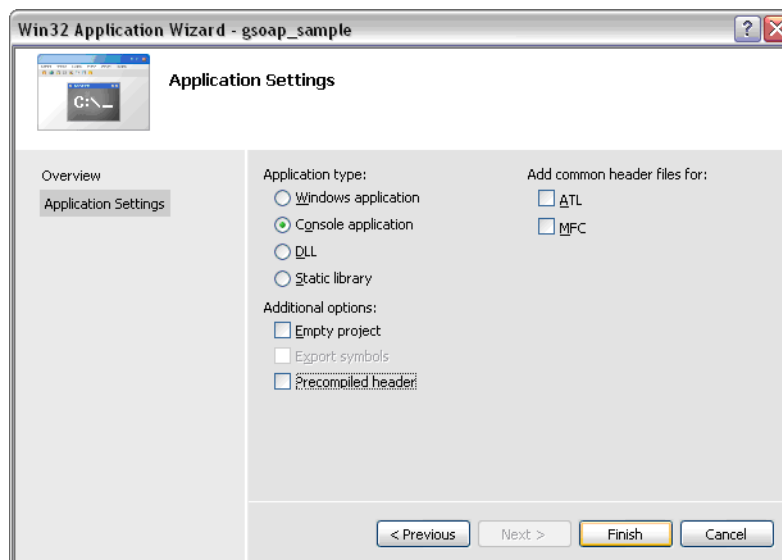 Win32 Application Wizard - gsoap_sample
Application Settings
C:\_
Overview
Application Settings
Application type:
Windows application
Console application
DLL
Static library
Additional options:
Empty project
Export symbols
Precompiled header
Add common header files for:
ATL
MFC
< Previous
Next >
Finish
Cancel